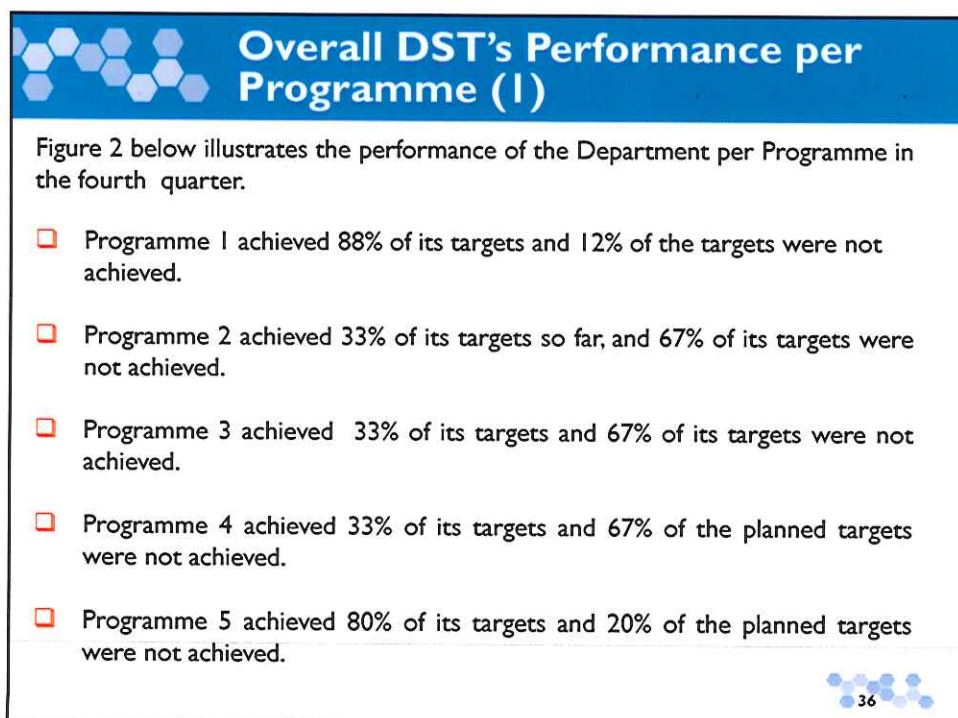 Overall DST's Performance per
Programme (1)
Figure 2 below illustrates the performance of the Department per Programme in
the fourth quarter.
Programme 1 achieved 88% of its targets and 12% of the targets were not
achieved.
Programme 2 achieved 33% of its targets so far, and 67% of its targets were
not achieved.
Programme 3 achieved 33% of its targets and 67% of its targets were not
achieved.
Programme 4 achieved 33% of its targets and 67% of the planned targets
were not achieved.
Programme 5 achieved 80% of its targets and 20% of the planned targets
were not achieved.
36